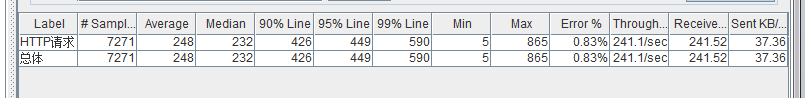 Label # Sampl... Average Median 90% Line 95% Line 99% Line Min Max Error % Through... Receive... Sent KB/...
HTTP请求 7271 248 232 426 449 590 5 865 0.83% 241.1/sec 241.52 37.36
总体 7271 248 232 426 449 590 5 865 0.83% 241.1/sec 241.52 37.36